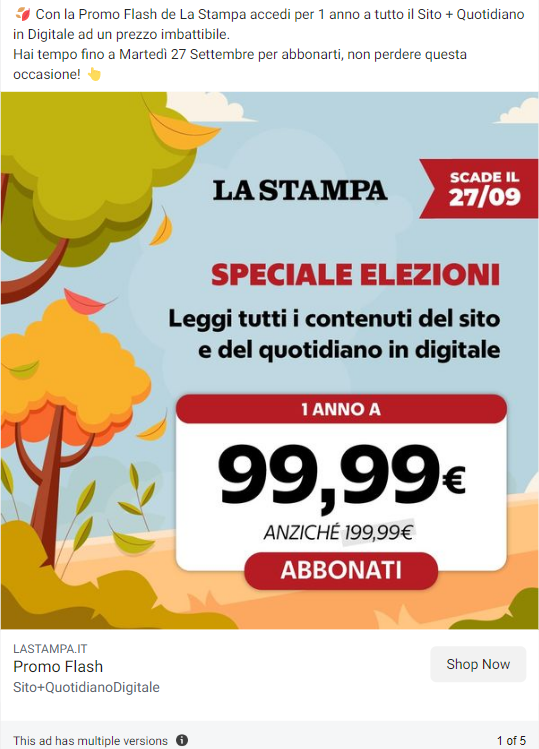 🍂 Con la Promo Flash de La Stampa accedi per 1 anno a tutto il Sito + Quotidiano
in Digitale ad un prezzo imbattibile.
Hai tempo fino a Martedì 27 Settembre per abbonarti, non perdere questa
occasione! 👆
LA STAMPA
SCADE IL
27/09
SPECIALE ELEZIONI
Leggi tutti i contenuti del sito
e del quotidiano in digitale
1 ANNO A
99,99€
ANZICHÉ 199,99€
ABBONATI
LASTAMPA.IT
Promo Flash
Sito+QuotidianoDigitale
Shop Now
This ad has multiple versions
1 of 5